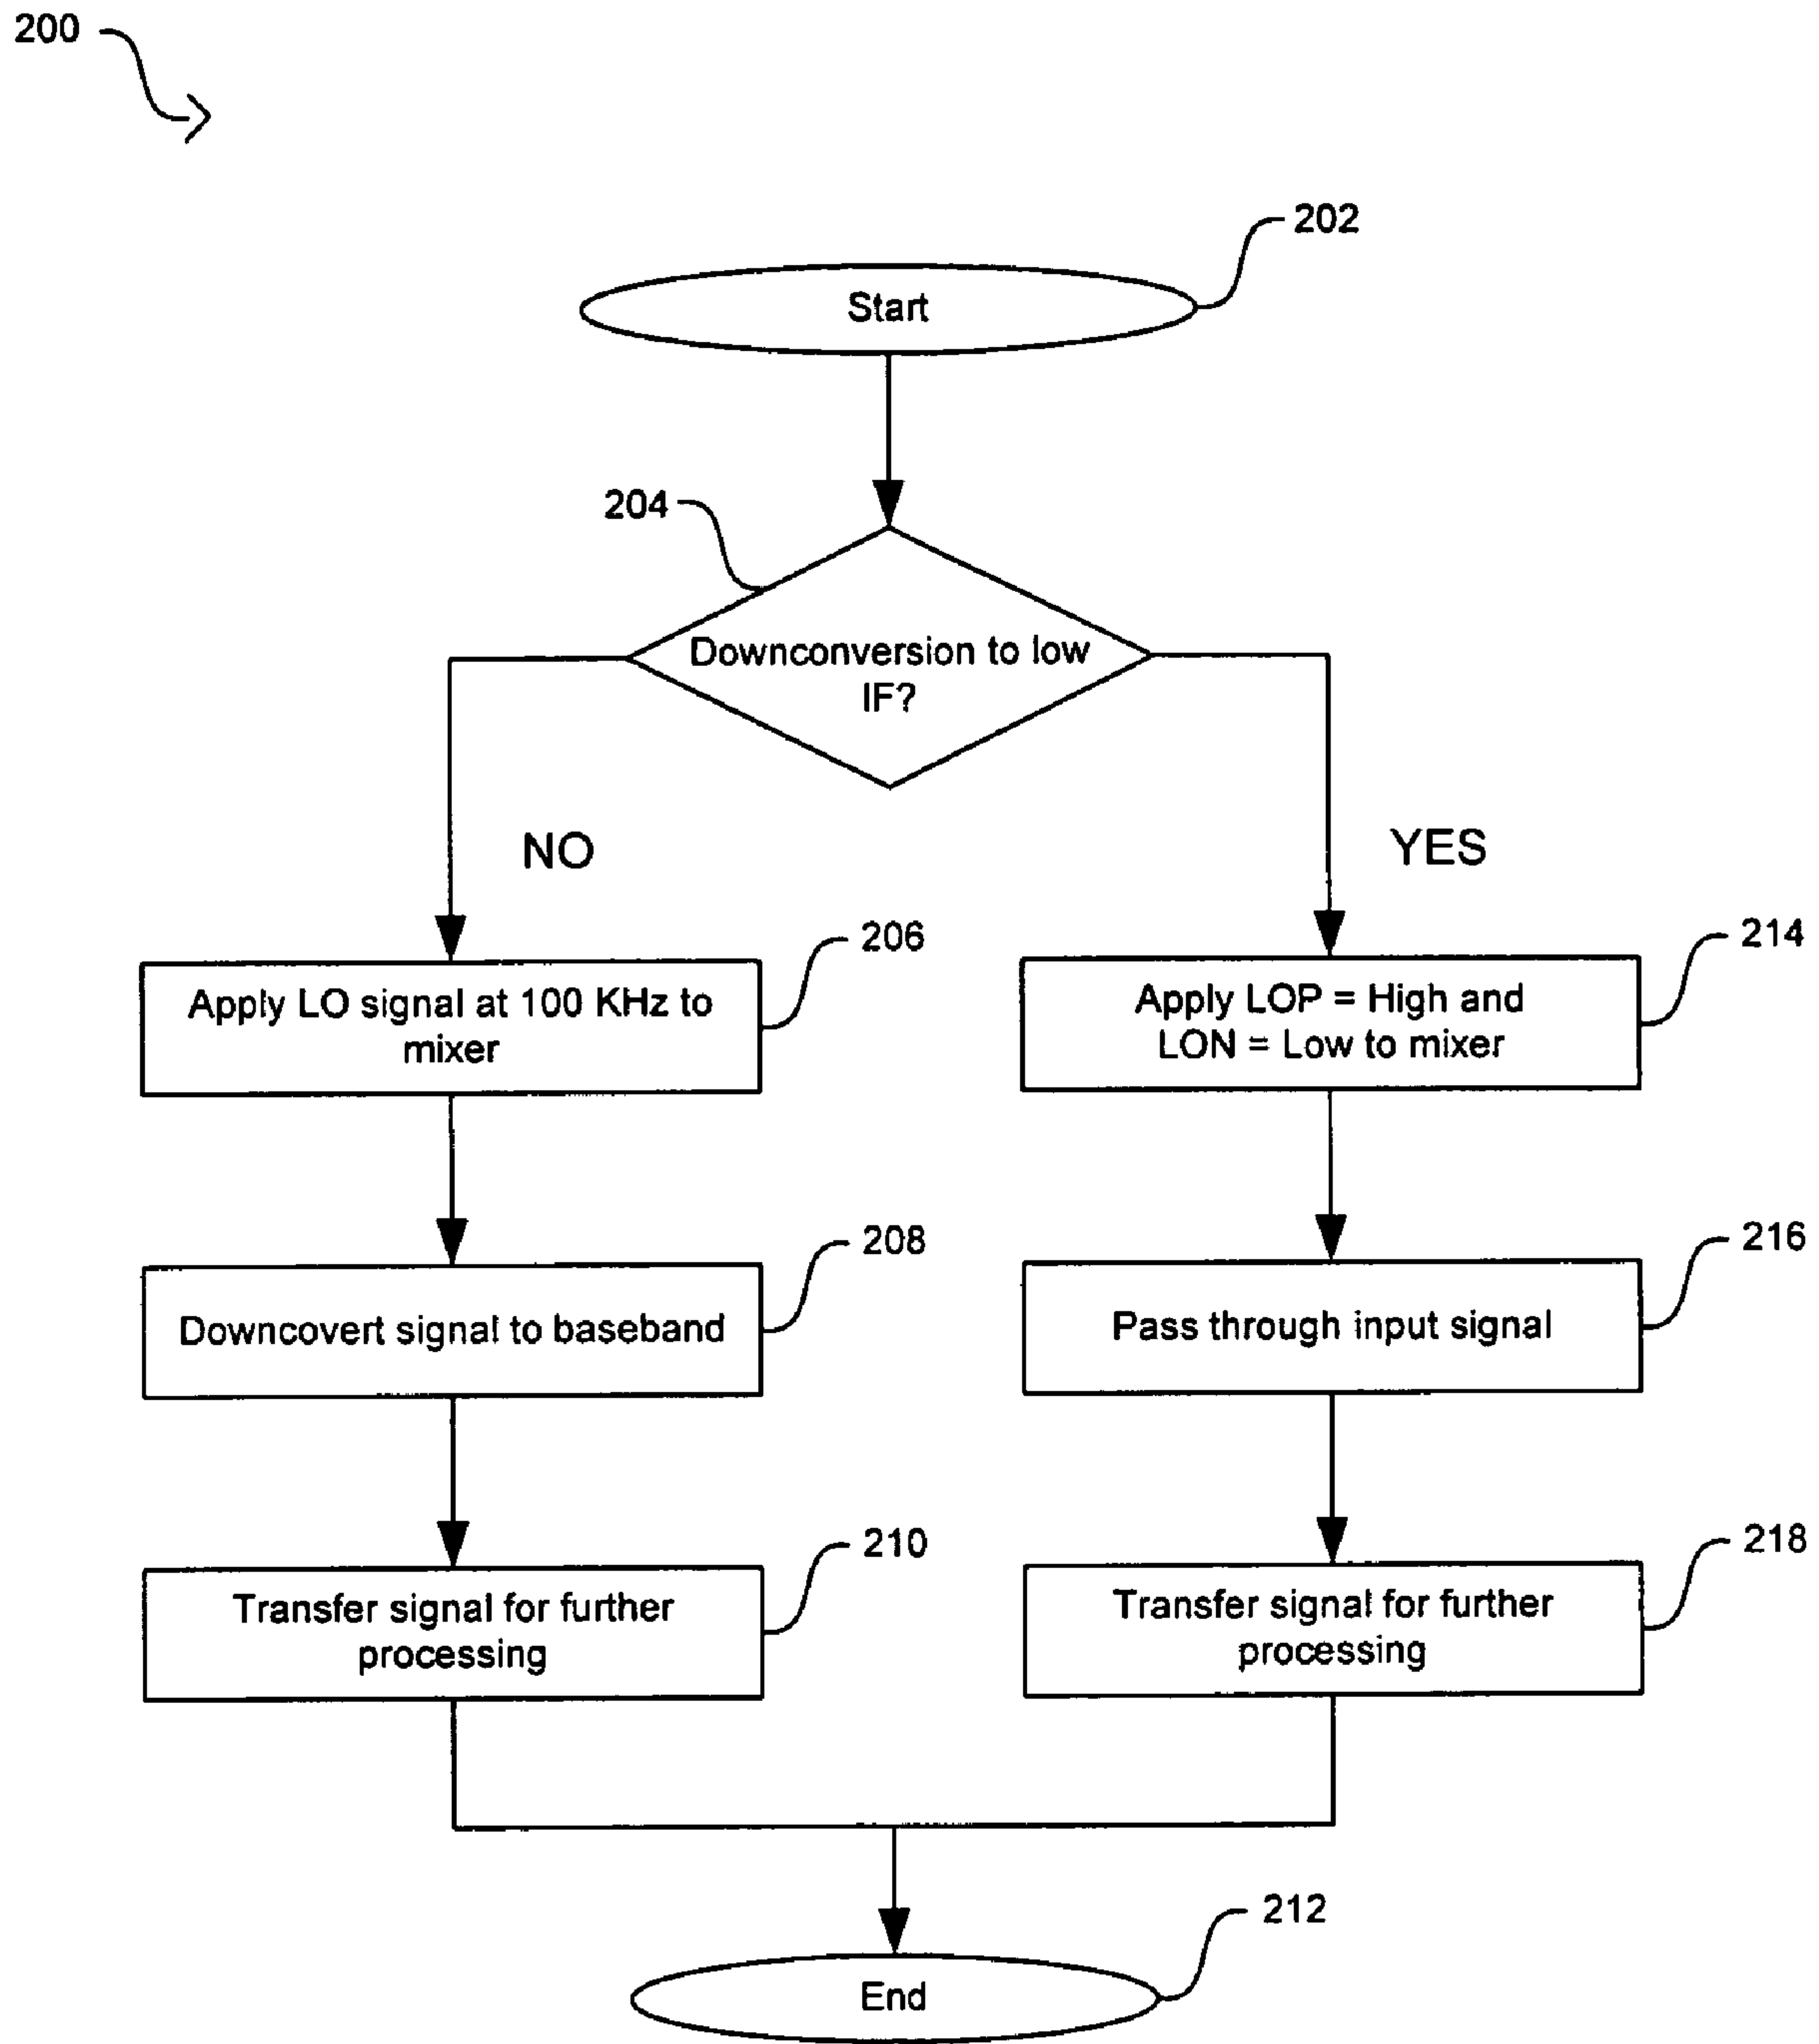 200
202
Start
204
Downconversion to low
IF?
NO
YES
206
Apply LO signal at 100 KHz to
mixer
214
Apply LOP = High and
LON = Low to mixer
208
Downcovert signal to baseband
216
Pass through input signal
210
Transfer signal for further
processing
218
Transfer signal for further
processing
212
End